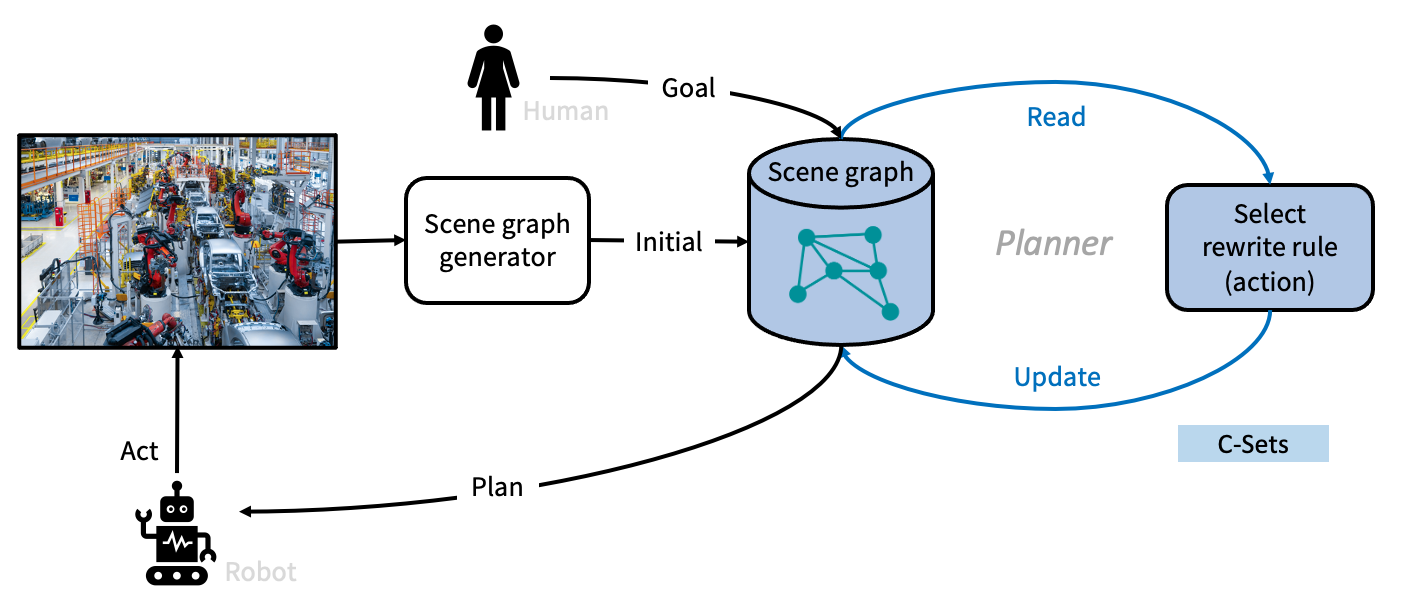 Human
Goal
Read
Scene graph
Scene graph
generator
Initial
Planner
Select
rewrite rule
(action)
Update
C-Sets
Act
Plan
Robot